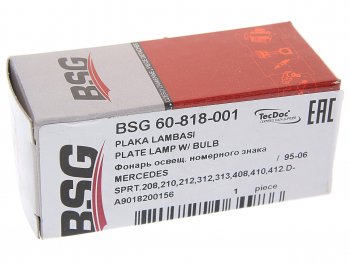 BSG
BSG
BSG 60-818-001
PLAKA LAMBASI
PLATE LAMP W/ BULB
Фонарь освещ. номерного знака
MERCEDES / 95-06
SPRT.208,210,212,312,313,408,410,412.D-
A9018200156 1 piece
TecDoc
EAC